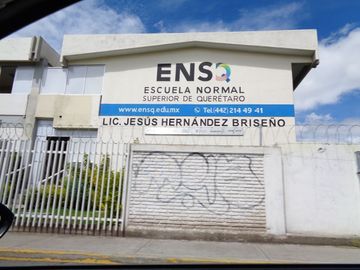 ENSQ
ESCUELA NORMAL
SUPERIOR DE QUERÉTARO
www.ensq.edu.mx Tel:(442) 214 49 41
LIC. JESÚS HERNÁNDEZ BRISEÑO